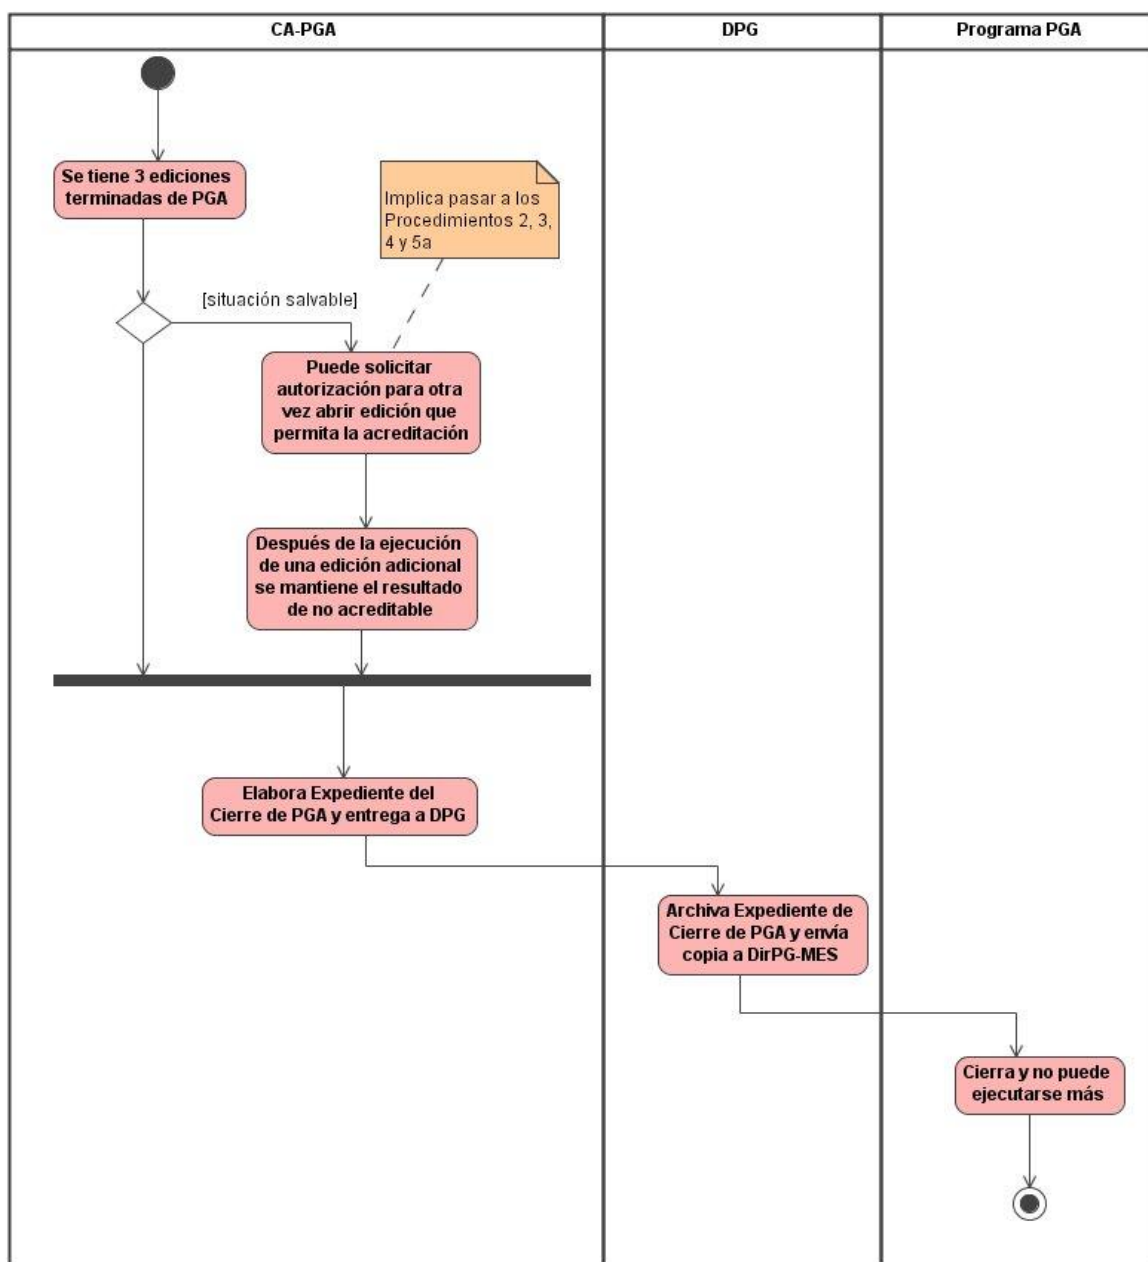 CA-PGA
DPG
Programa PGA
Se tiene 3 ediciones
terminadas de PGA
Implica pasar a los
Procedimientos 2, 3,
4 y 5a
[situación salvable]
Puede solicitar
autorización para otra
vez abrir edición que
permita la acreditación
Después de la ejecución
de una edición adicional
se mantiene el resultado
de no acreditable
Elabora Expediente del
Cierre de PGA y entrega a DPG
Archiva Expediente de
Cierre de PGA y envía
copia a DirPG-MES
Cierra y no puede
ejecutarse más